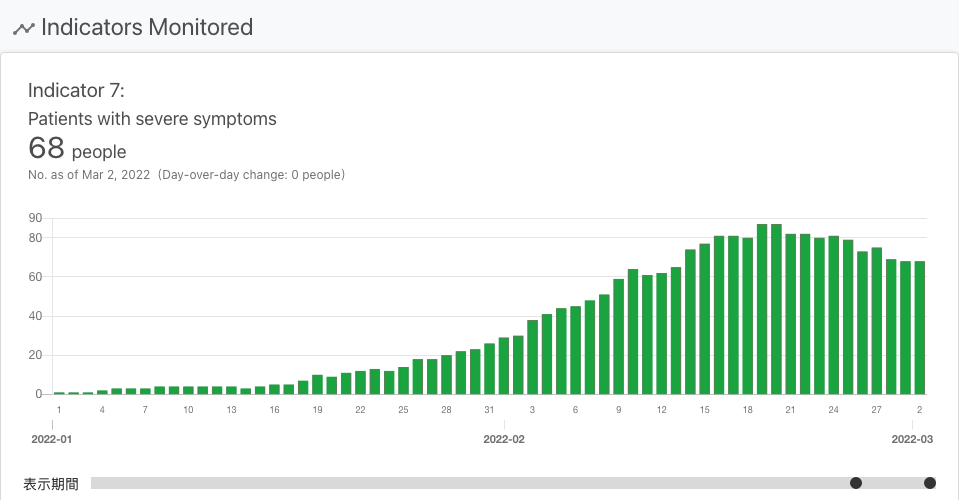 Indicators Monitored
Indicator 7:
Patients with severe symptoms
68 people
No. as of Mar 2, 2022 (Day-over-day change: 0 people)
90
80
60
40
20
0
1 4 7 10 13 16 19 22 25 28 31 3 6 9 12 15 18 21 24 27 2
2022-01 2022-02 2022-03
表示期間